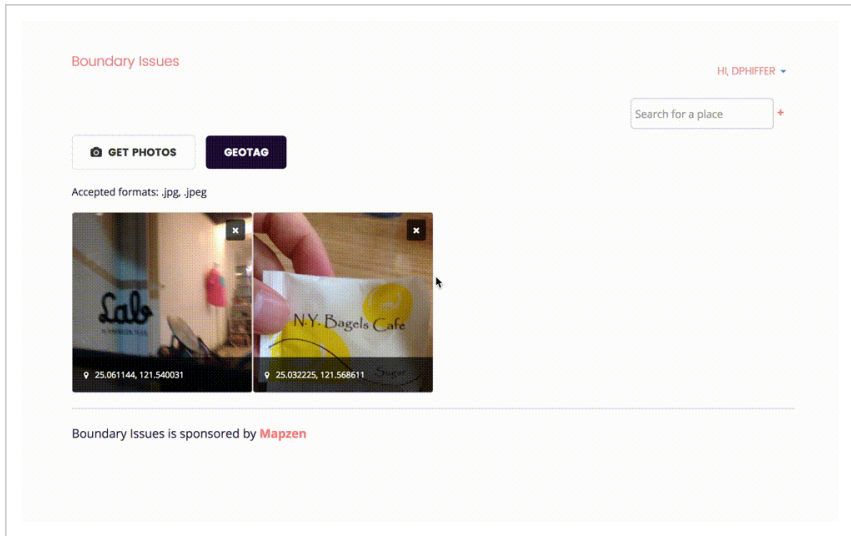 Boundary Issues
HI, DPHIFFER
Search for a place +
GET PHOTOS GEOTAG
Accepted formats: .jpg, .jpeg
Lab
N.Y. Bagels Cafe
Sugar
25.061144, 121.540031
25.032225, 121.568611
Boundary Issues is sponsored by Mapzen